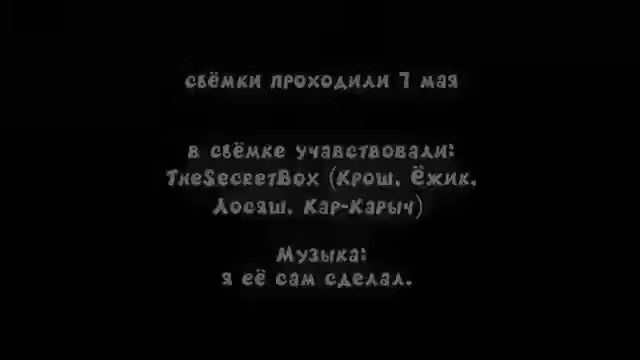 съёмки проходили 7 мая
в съёмке учавствовали:
TheSecretBox (Крош, Ёжик,
Лосяш, Кар-Карыч)
Музыка:
я её сам сделал.